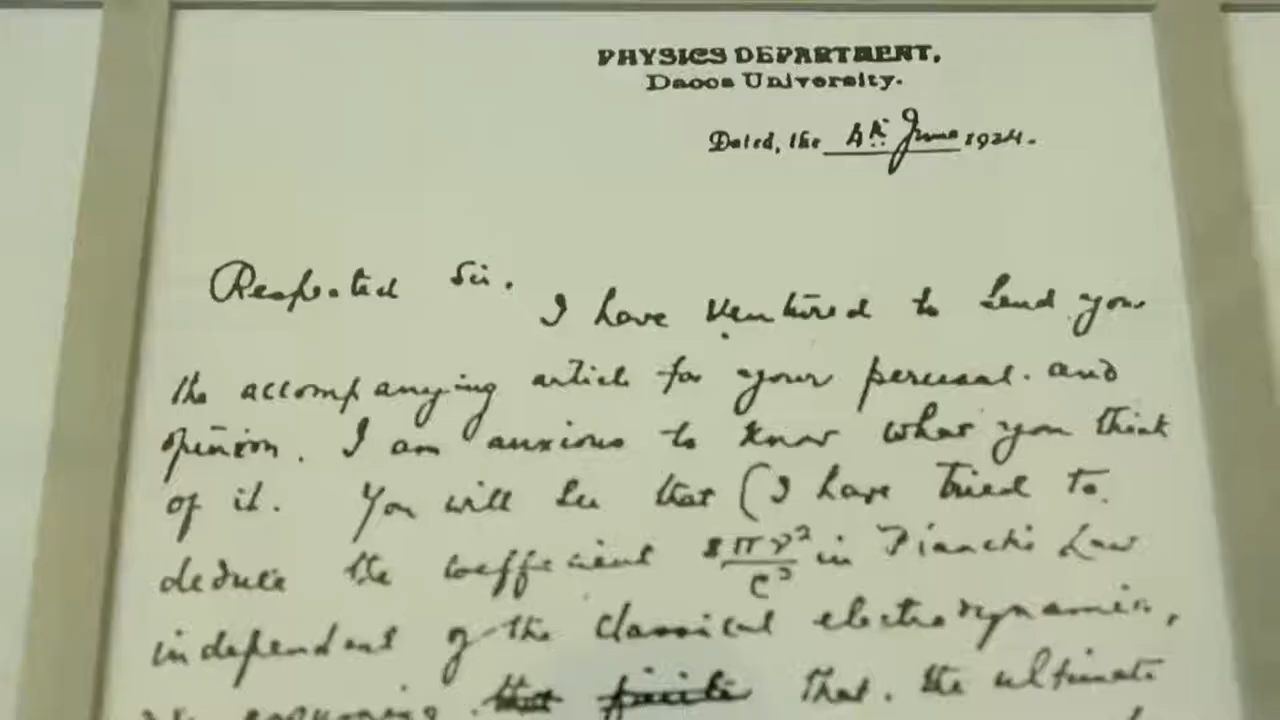 PHYSICS DEPARTMENT,
Dacca University.
Dated, the 4th June 1924.
Respected Sir,
I have ventured to send you
the accompanying article for your perusal and
opinion. I am anxious to know what you think
of it. You will see that (I have tried to
deduce the coefficient 8πν²/c³ in Planck's Law
independent of the classical electrodynamics,
that the ultimate